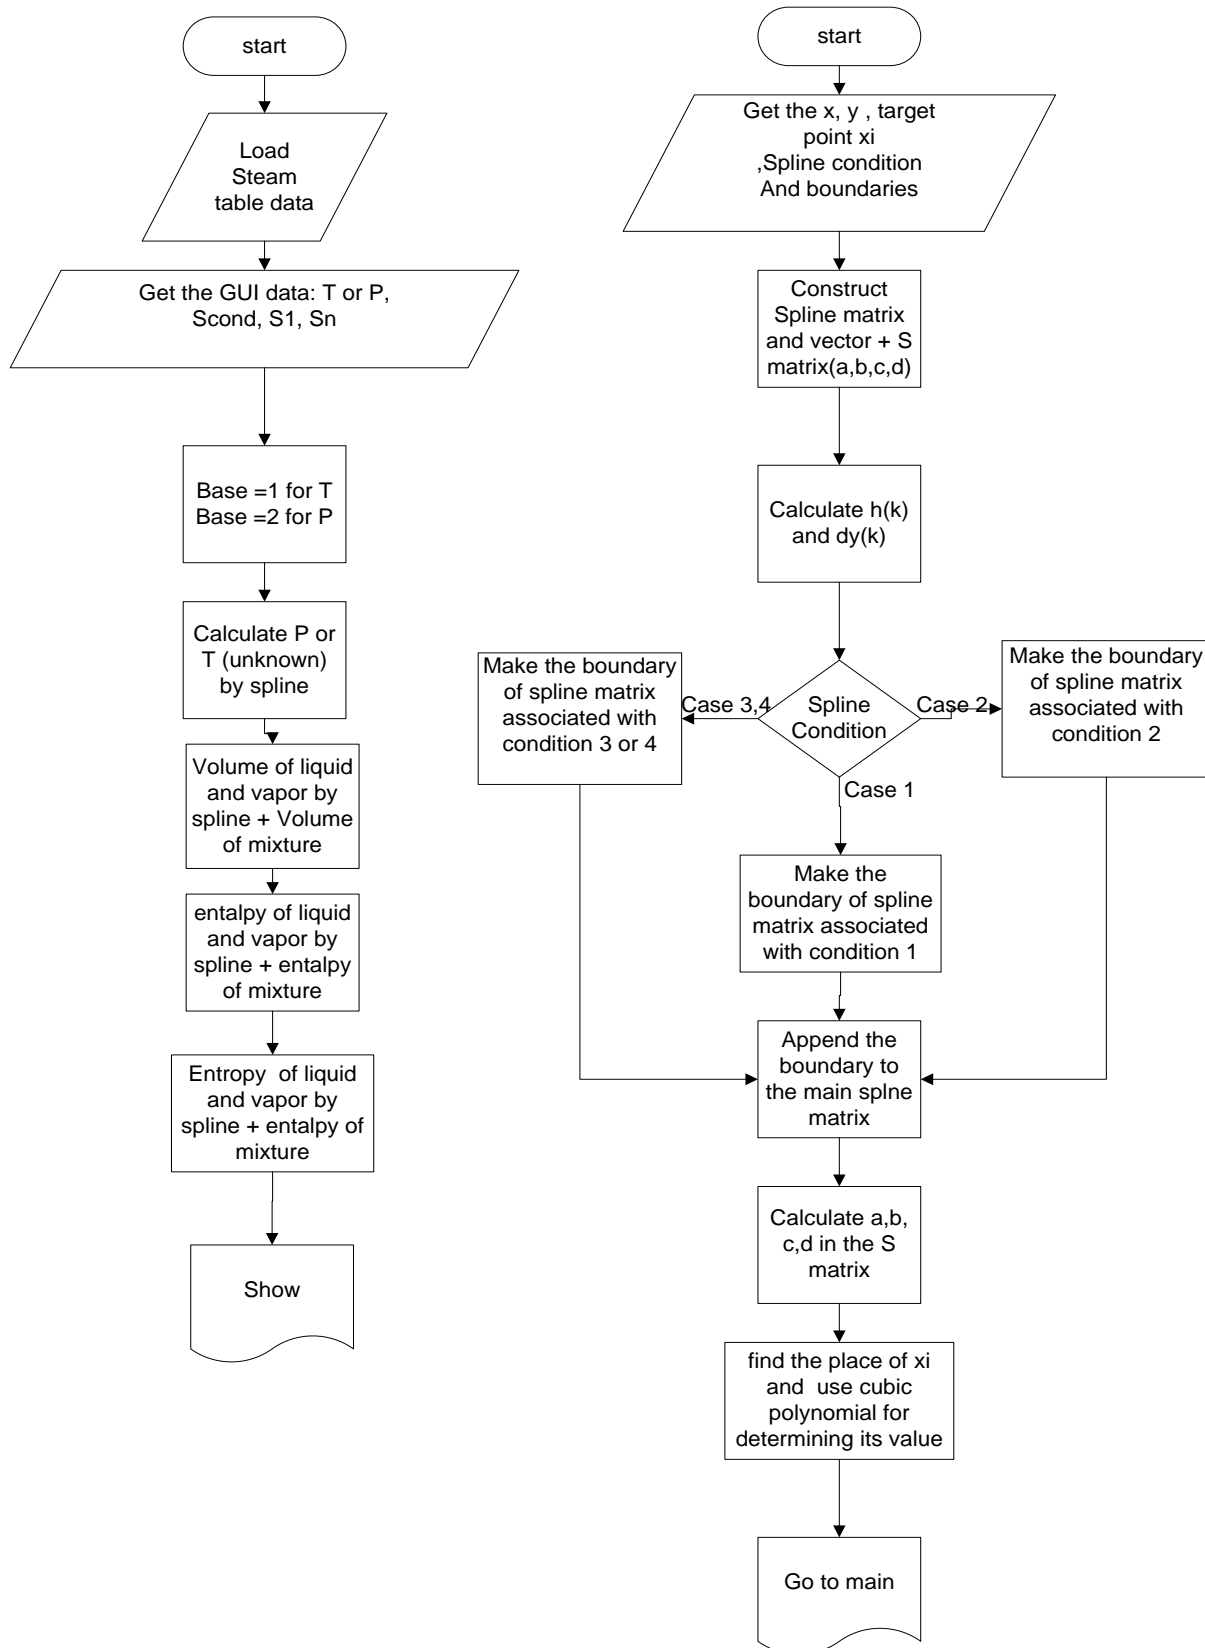 start
Load
Steam
table data
Get the GUI data: T or P,
Scond, S1, Sn
Base =1 for T
Base =2 for P
Calculate P or
T (unknown)
by spline
Volume of liquid
and vapor by
spline + Volume
of mixture
entalpy of liquid
and vapor by
spline + entalpy
of mixture
Entropy  of liquid
and vapor by
spline + entalpy of
mixture
Show
start
Get the x, y , target
point xi
,Spline condition
And boundaries
Construct
Spline matrix
and vector + S
matrix(a,b,c,d)
Calculate h(k)
and dy(k)
Spline
Condition
Case 3,4
Make the boundary
of spline matrix
associated with
condition 3 or 4
Case 2
Make the boundary
of spline matrix
associated with
condition 2
Case 1
Make the
boundary of spline
matrix associated
with condition 1
Append the
boundary to
the main splne
matrix
Calculate a,b,
c,d in the S
matrix
find the place of xi
and  use cubic
polynomial for
determining its value
Go to main